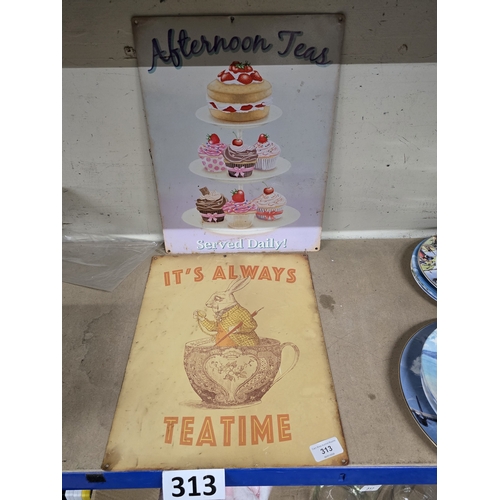 Afternoon Teas
Served Daily!
IT'S ALWAYS
TEATIME
313
313